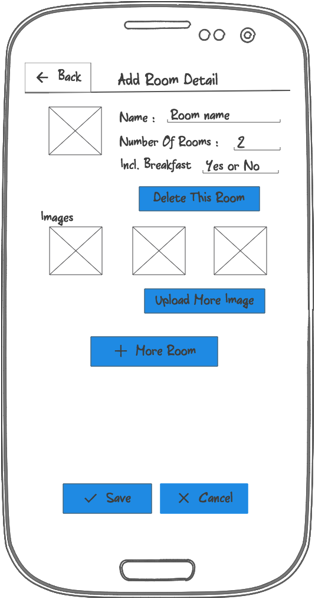 Back
Add Room Detail
Name : Room name
Number Of Rooms : 2
Incl. Breakfast Yes or No
Delete This Room
Images
Upload More Image
+ More Room
Save
Cancel